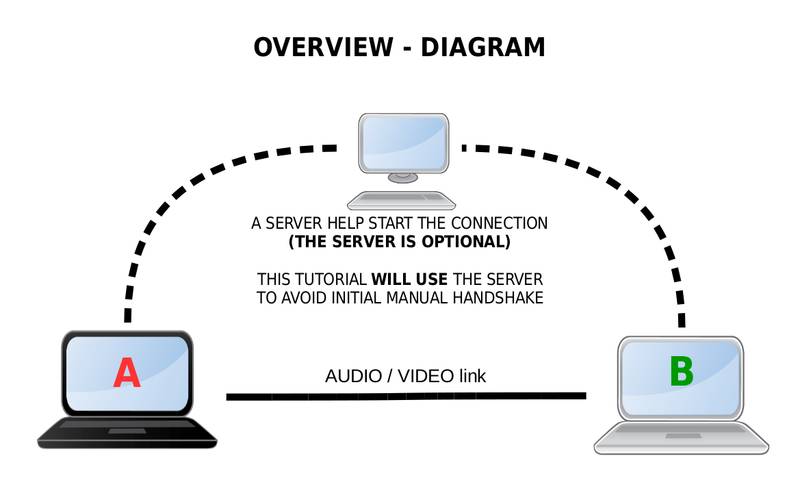 OVERVIEW - DIAGRAM
A SERVER HELP START THE CONNECTION
(THE SERVER IS OPTIONAL)
THIS TUTORIAL WILL USE THE SERVER
TO AVOID INITIAL MANUAL HANDSHAKE
A
B
AUDIO / VIDEO link